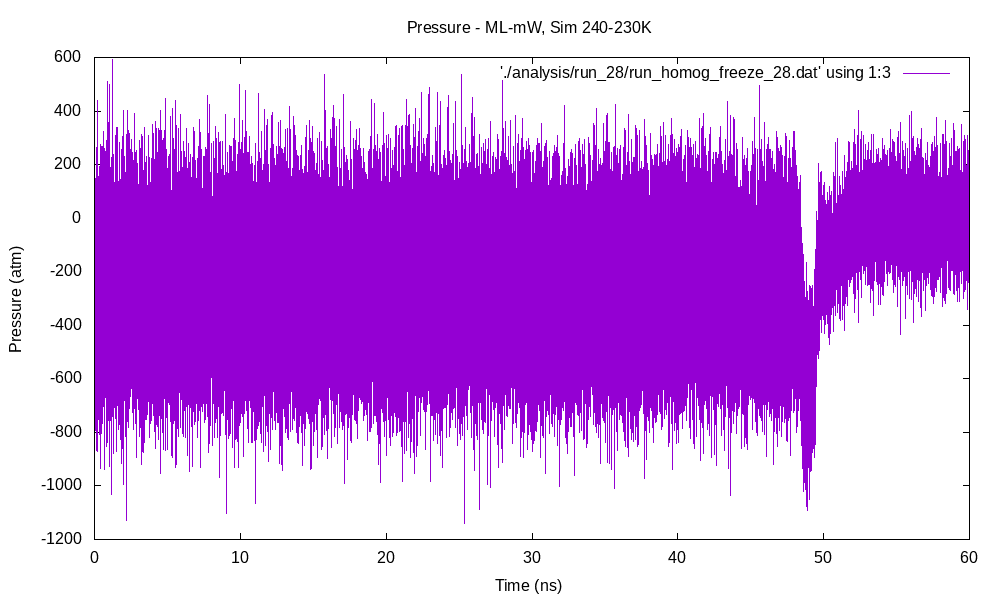 Pressure - ML-mW, Sim 240-230K
'./analysis/run_28/run_homog_freeze_28.dat' using 1:3
Pressure (atm)
600
400
200
0
-200
-400
-600
-800
-1000
-1200
0 10 20 30 40 50 60
Time (ns)